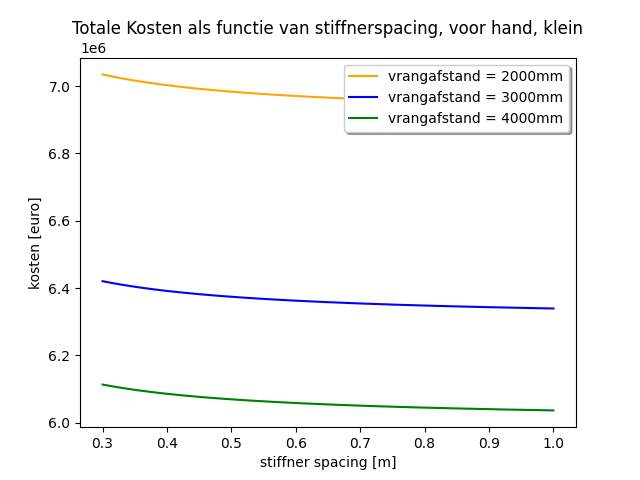 Totale Kosten als functie van stiffnerspacing, voor hand, klein
1e6
vrangafstand = 2000mm
vrangafstand = 3000mm
vrangafstand = 4000mm
7.0
6.8
6.6
6.4
6.2
6.0
kosten [euro]
0.3 0.4 0.5 0.6 0.7 0.8 0.9 1.0
stiffner spacing [m]